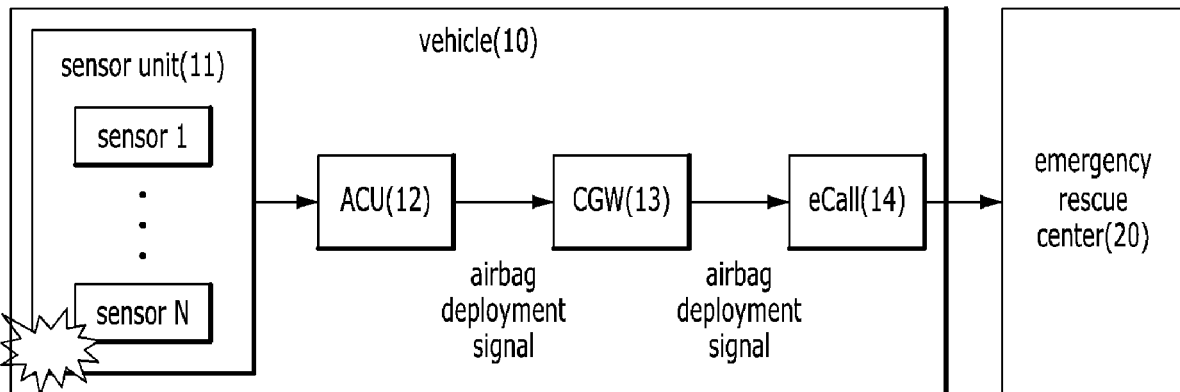 vehicle(10)
sensor unit(11)
sensor 1
sensor N
ACU(12)
airbag
deployment
signal
CGW(13)
airbag
deployment
signal
eCall(14)
emergency
rescue
center(20)